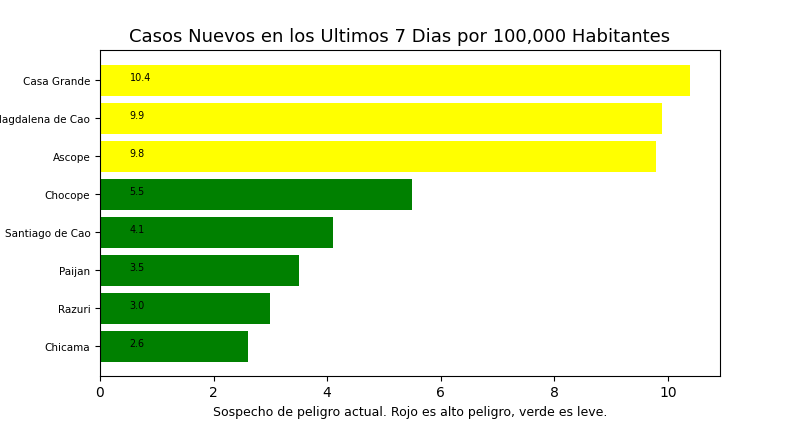 Casos Nuevos en los Ultimos 7 Dias por 100,000 Habitantes
Casa Grande 10.4
de Cao 9.9
Ascope 9.8
Chocope 5.5
Santiago de Cao 4.1
Paijan 3.5
Razuri 3.0
Chicama 2.6
0 2 4 6 8 10
Sospecho de peligro actual. Rojo es alto peligro, verde es leve.